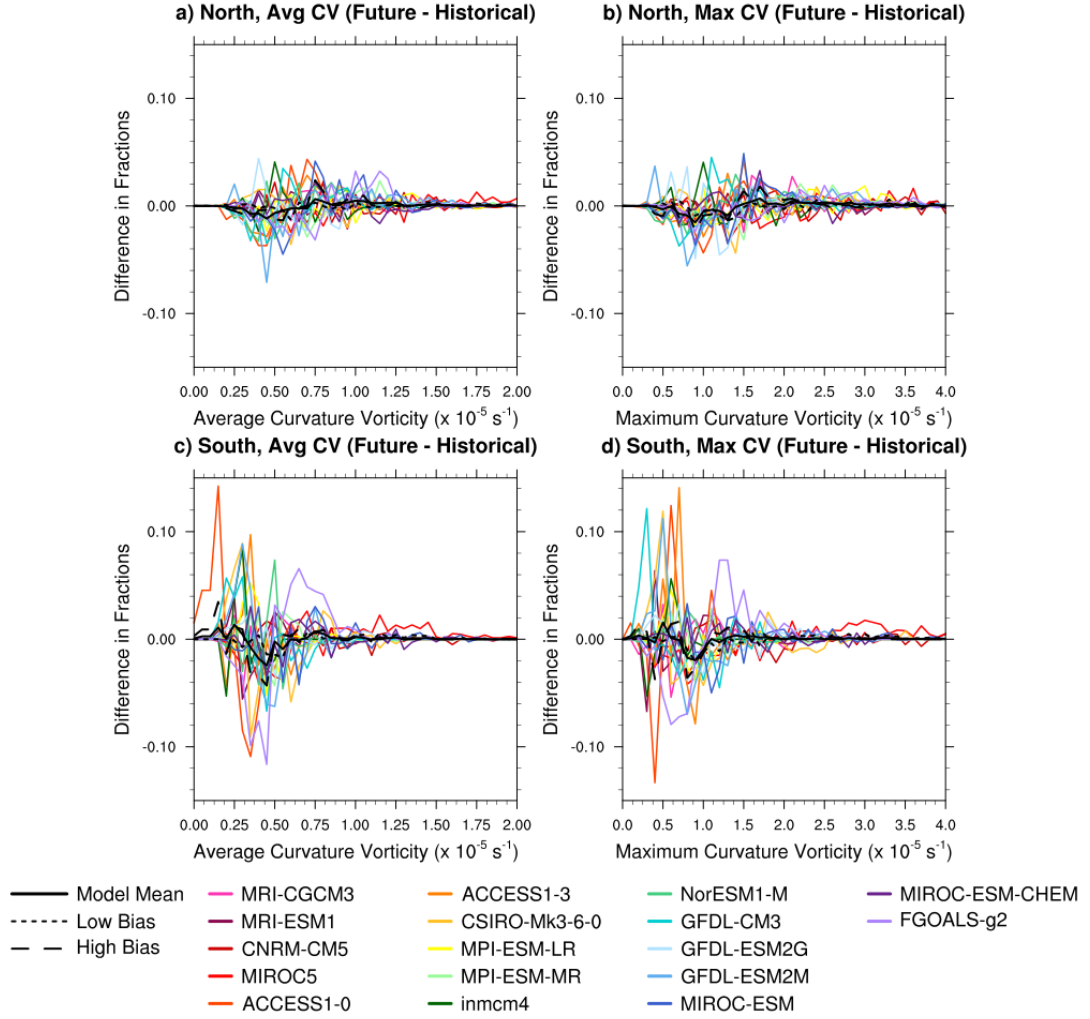 a) North, Avg CV (Future - Historical)
b) North, Max CV (Future - Historical)
Difference in Fractions
0.10
0.00
-0.10
0.00 0.25 0.50 0.75 1.00 1.25 1.50 1.75 2.00
Average Curvature Vorticity (x 10-5 s-1)
Difference in Fractions
0.10
0.00
-0.10
0.0 0.5 1.0 1.5 2.0 2.5 3.0 3.5 4.0
Maximum Curvature Vorticity (x 10-5 s-1)
c) South, Avg CV (Future - Historical)
d) South, Max CV (Future - Historical)
Difference in Fractions
0.10
0.00
-0.10
0.00 0.25 0.50 0.75 1.00 1.25 1.50 1.75 2.00
Average Curvature Vorticity (x 10-5 s-1)
Difference in Fractions
0.10
0.00
-0.10
0.0 0.5 1.0 1.5 2.0 2.5 3.0 3.5 4.0
Maximum Curvature Vorticity (x 10-5 s-1)
Model Mean
Low Bias
High Bias
MRI-CGCM3
MRI-ESM1
CNRM-CM5
MIROC5
ACCESS1-0
ACCESS1-3
CSIRO-Mk3-6-0
MPI-ESM-LR
MPI-ESM-MR
inmcm4
NorESM1-M
GFDL-CM3
GFDL-ESM2G
GFDL-ESM2M
MIROC-ESM
MIROC-ESM-CHEM
FGOALS-g2